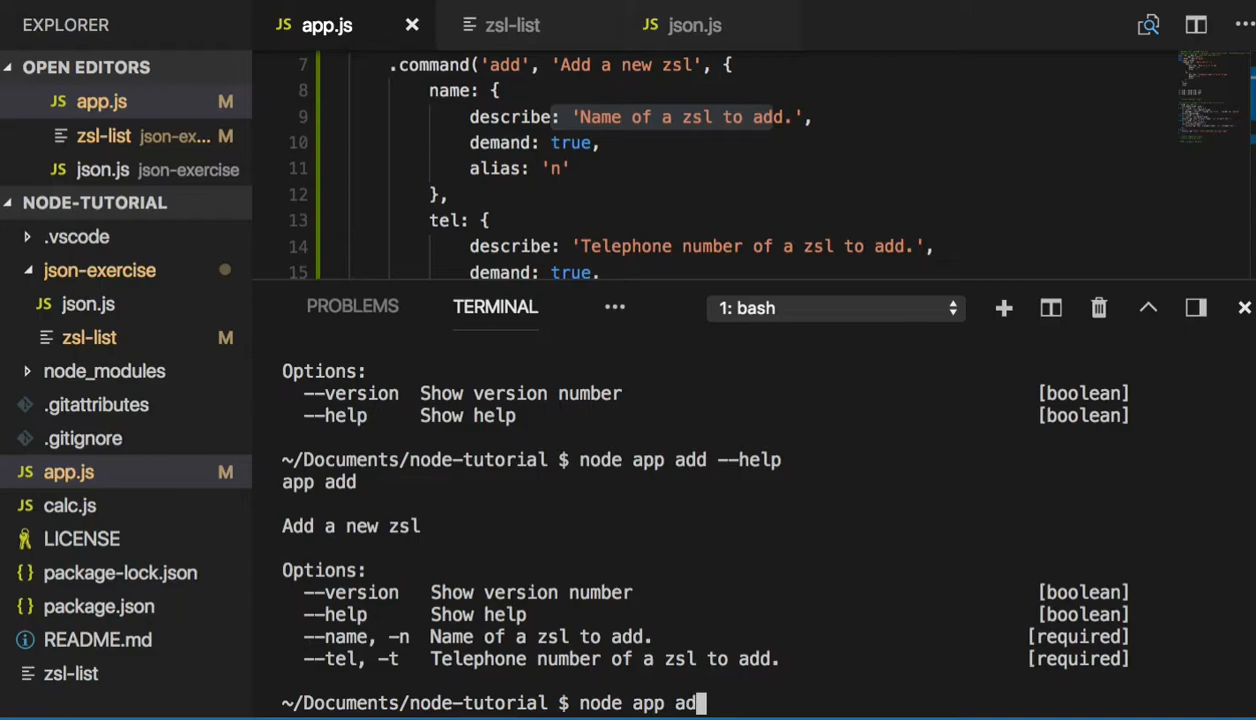 EXPLORER
JS app.js ×
zsl-list
JS json.js
OPEN EDITORS
JS app.js M
zsl-list json-ex... M
JS json.js json-exercise
NODE-TUTORIAL
.vscode
json-exercise
JS json.js
zsl-list M
node_modules
.gitattributes
.gitignore
JS app.js M
JS calc.js
LICENSE
{} package-lock.json
{} package.json
README.md
zsl-list
7 .command('add', 'Add a new zsl', {
8 name: {
9 describe: 'Name of a zsl to add.',
10 demand: true,
11 alias: 'n'
12 },
13 tel: {
14 describe: 'Telephone number of a zsl to add.',
15 demand: true,
PROBLEMS TERMINAL ••• 1: bash
Options:
--version Show version number [boolean]
--help Show help [boolean]
~/Documents/node-tutorial $ node app add --help
app add
Add a new zsl
Options:
--version Show version number [boolean]
--help Show help [boolean]
--name, -n Name of a zsl to add. [required]
--tel, -t Telephone number of a zsl to add. [required]
~/Documents/node-tutorial $ node app ad